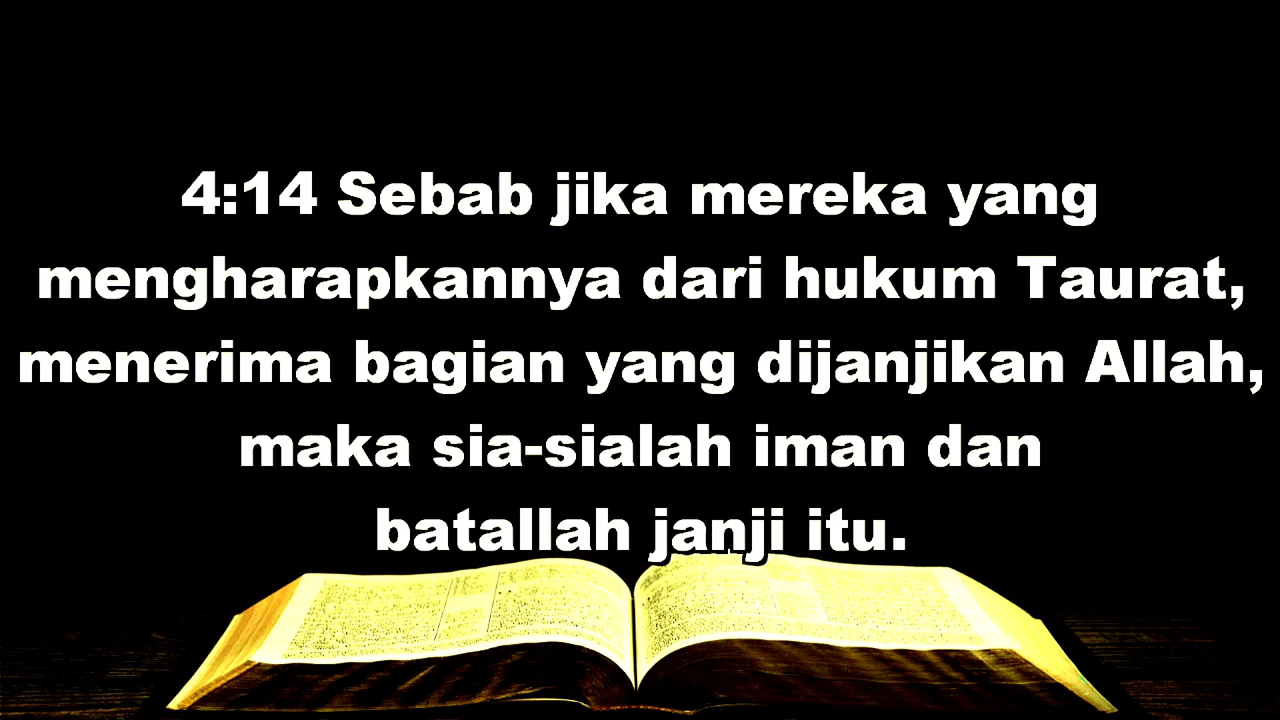 4:14 Sebab jika mereka yang
mengharapkannya dari hukum Taurat,
menerima bagian yang dijanjikan Allah,
maka sia-sialah iman dan
batallah janji itu.